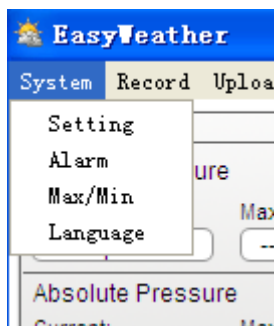 EasyWeather
System Record Uploa
Setting
Alarm
ure
Max/Min
Max
Language
--
Absolute Pressure